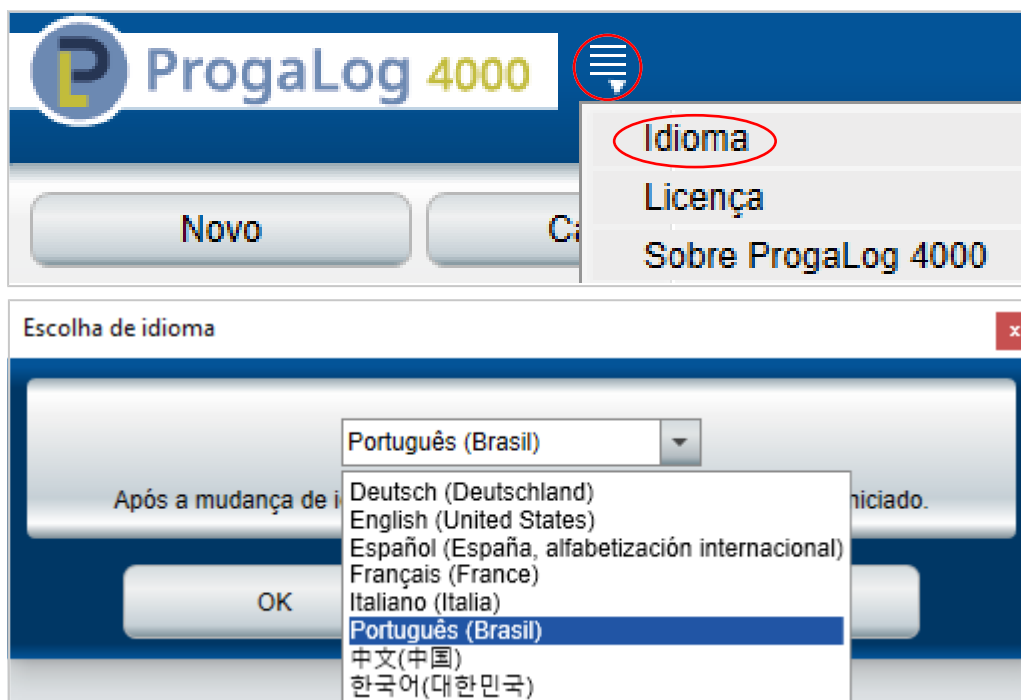 ProgaLog 4000
Idioma
Licença
Sobre ProgaLog 4000
Novo
Escolha de idioma
x
Português (Brasil)
Após a mudança de
Deutsch (Deutschland)
English (United States)
Español (España, alfabetización internacional)
Français (France)
Italiano (Italia)
Português (Brasil)
中文(中国)
한국어(대한민국)
OK